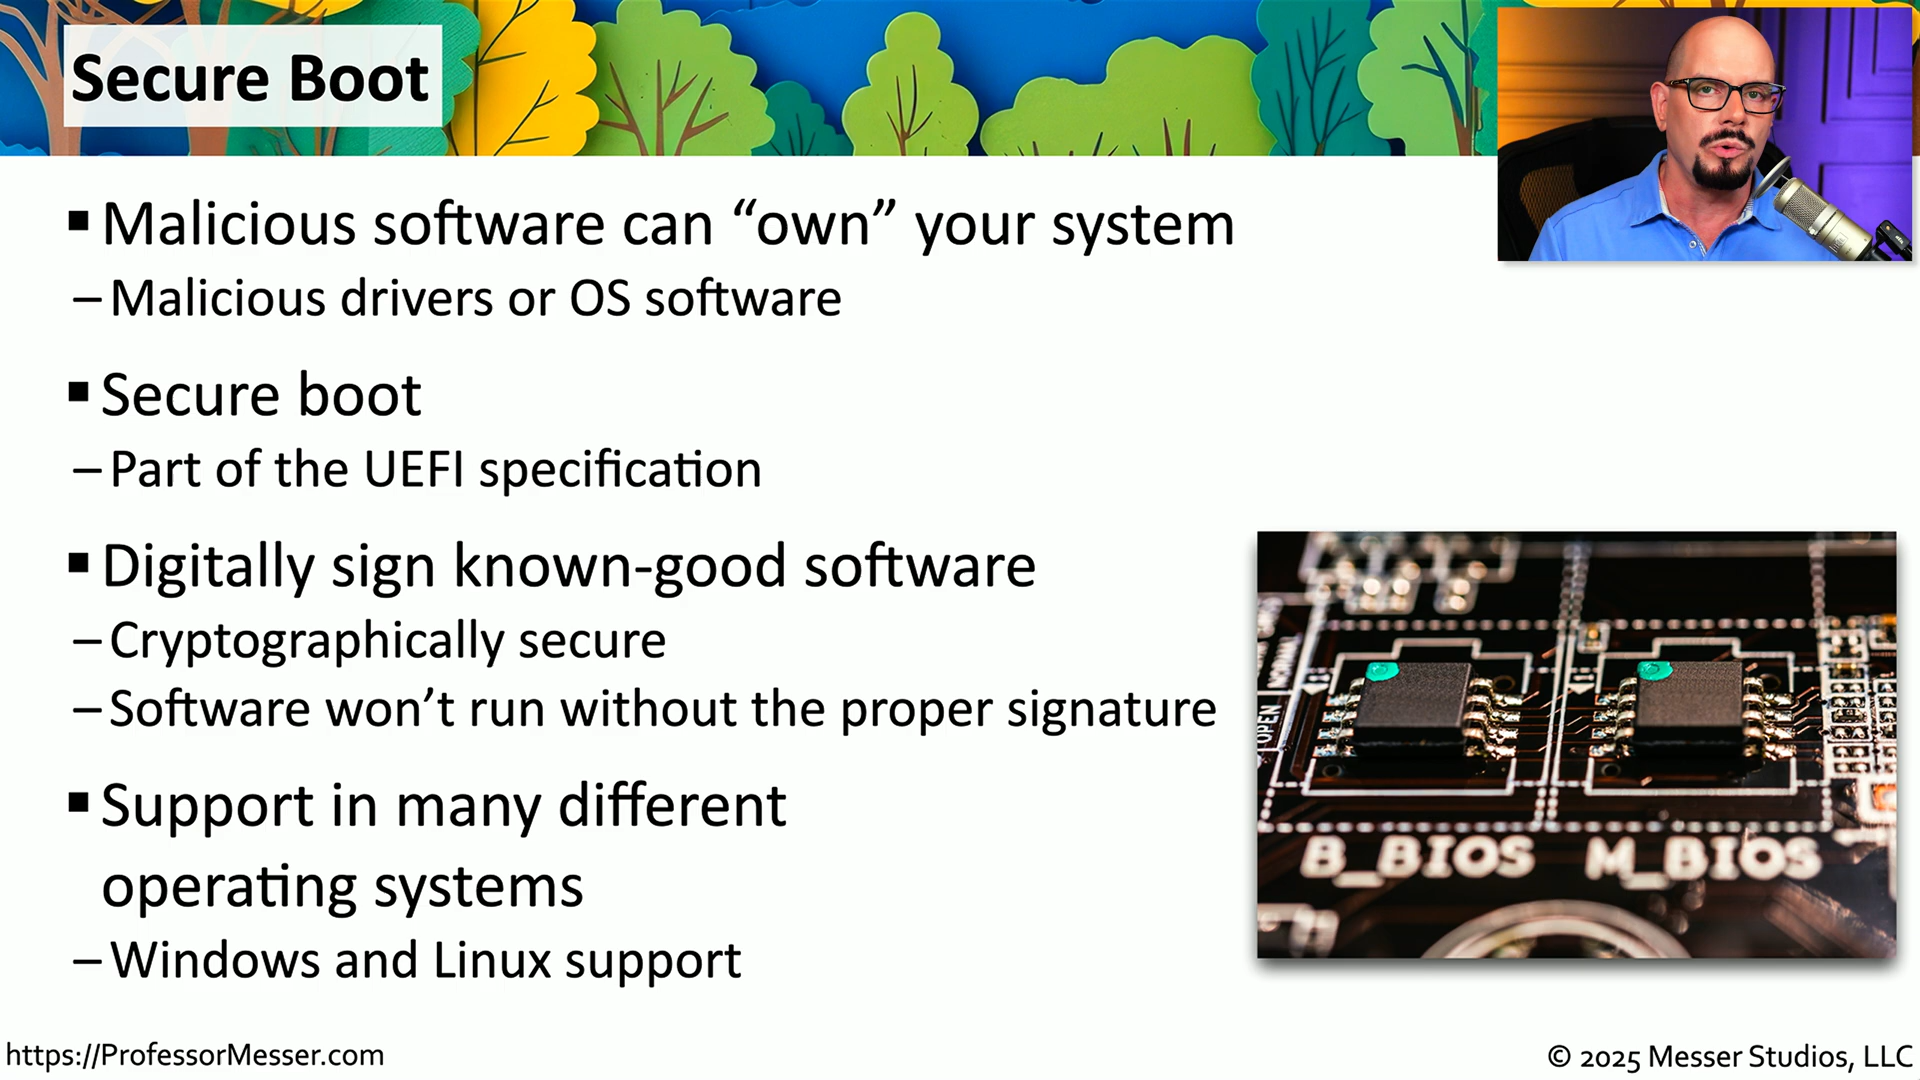 Secure Boot
▪ Malicious software can “own” your system
– Malicious drivers or OS software
▪ Secure boot
– Part of the UEFI specification
▪ Digitally sign known-good software
– Cryptographically secure
– Software won’t run without the proper signature
▪ Support in many different
operating systems
– Windows and Linux support
NORMAL
OPEN
B_BIOS M_BIOS
https://ProfessorMesser.com
© 2025 Messer Studios, LLC